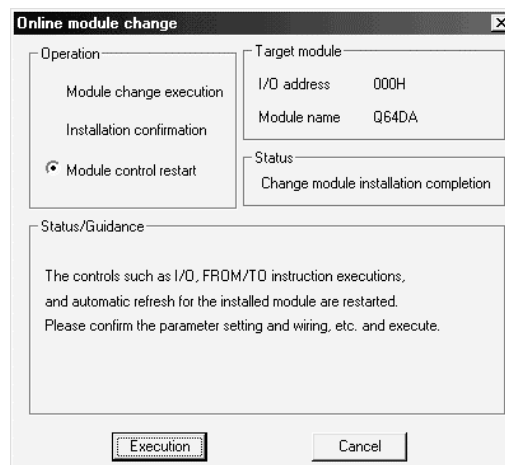 Online module change
Operation
Module change execution
Installation confirmation
Module control restart
Target module
I/O address 000H
Module name Q64DA
Status
Change module installation completion
Status/Guidance
The controls such as I/O, FROM/TO instruction executions,
and automatic refresh for the installed module are restarted.
Please confirm the parameter setting and wiring, etc. and execute.
Execution Cancel